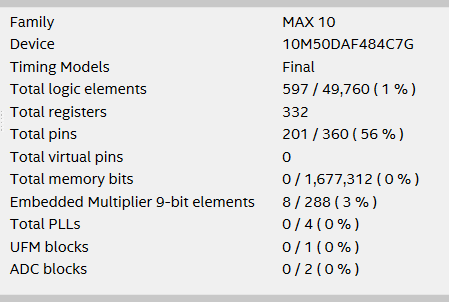 Family MAX 10
Device 10M50DAF484C7G
Timing Models Final
Total logic elements 597 / 49,760 ( 1 % )
Total registers 332
Total pins 201 / 360 ( 56 % )
Total virtual pins 0
Total memory bits 0 / 1,677,312 ( 0 % )
Embedded Multiplier 9-bit elements 8 / 288 ( 3 % )
Total PLLs 0 / 4 ( 0 % )
UFM blocks 0 / 1 ( 0 % )
ADC blocks 0 / 2 ( 0 % )